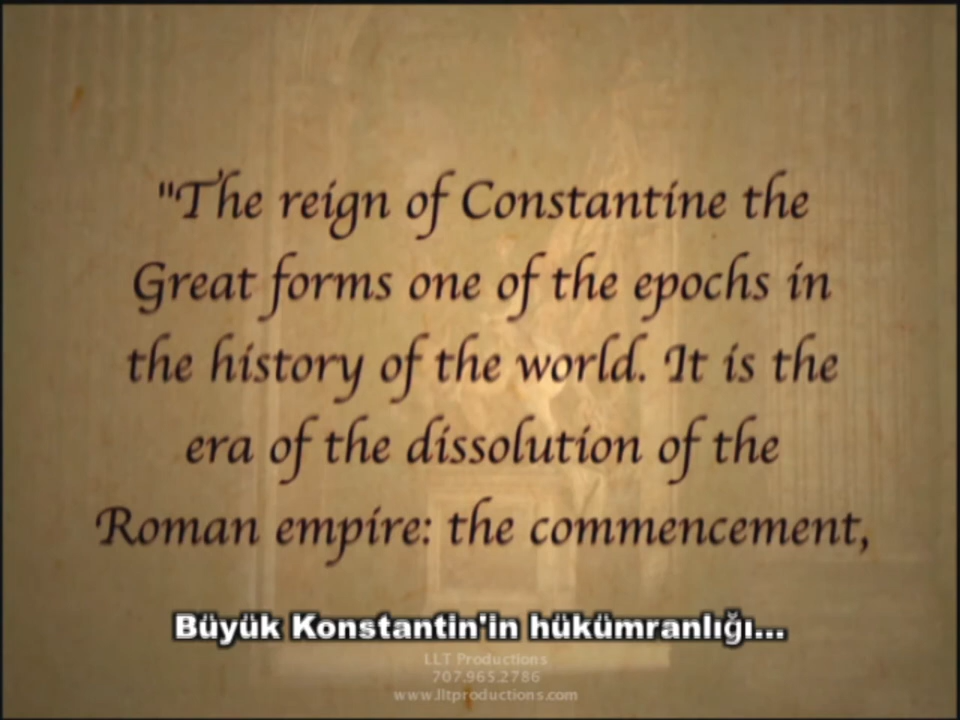 "The reign of Constantine the
Great forms one of the epochs in
the history of the world. It is the
era of the dissolution of the
Roman empire: the commencement,
Büyük Konstantin'in hükümranlığı...
LLT Productions
707.965.2786
www.lltproductions.com